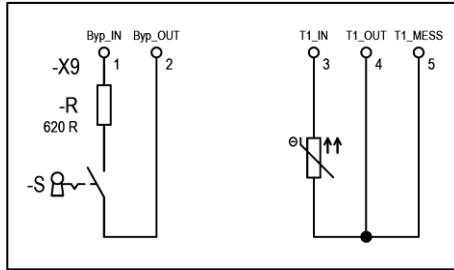 Byp_IN Byp_OUT T1_IN T1_OUT T1_MESS
-X9 1 2 3 4 5
-R
620 R
-S
Θ